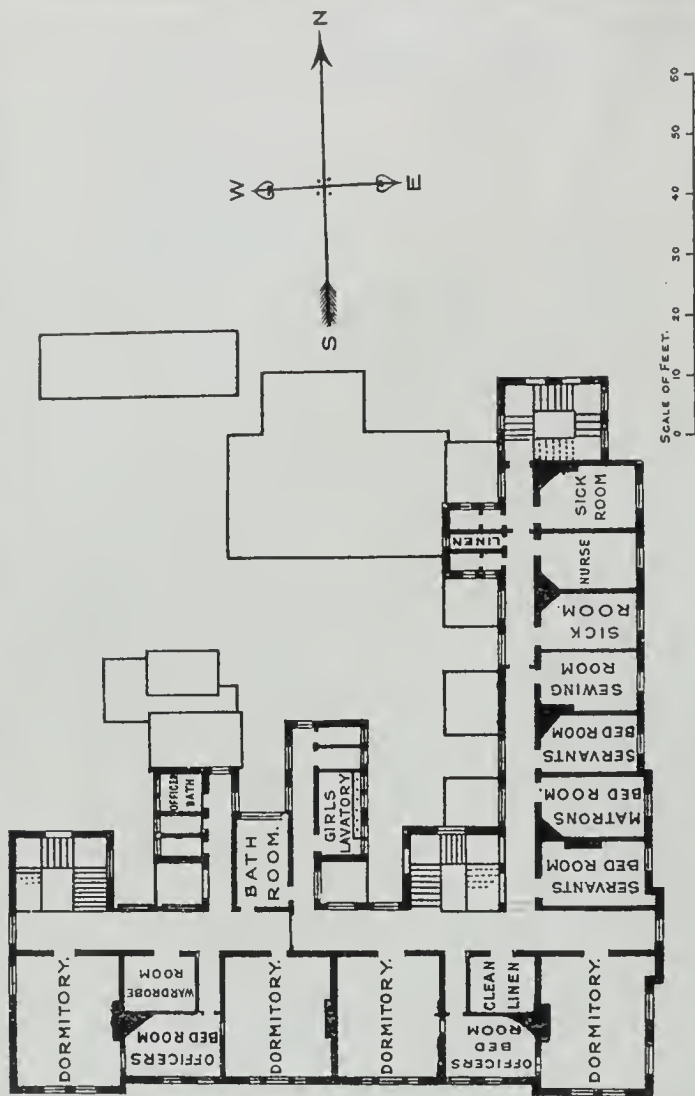 N
W
E
S
SCALE OF FEET.
0 10 20 30 40 50 60
SICK
ROOM
NURSE
SICK
ROOM.
SEWING
ROOM
SERVANTS
BED ROOM
MATRONS
BED ROOM.
SERVANTS
BED ROOM
LINEN
OFFICER
BATH
BATH
ROOM.
GIRLS
LAVATORY
DORMITORY.
WARDROBE
ROOM
OFFICERS
BED ROOM
DORMITORY.
DORMITORY.
CLEAN
LINEN
OFFICERS
BED
ROOM
DORMITORY.